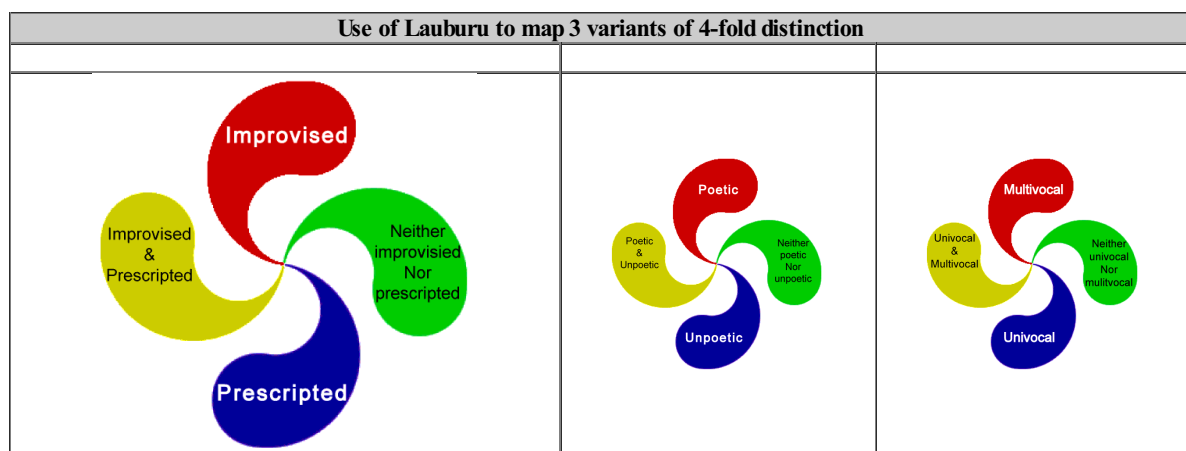 Use of Lauburu to map 3 variants of 4-fold distinction
Improvised
Improvised
&
Prescripted
Neither
improvisied
Nor
prescripted
Prescripted
Poetic
Poetic
&
Unpoetic
Neither
poetic
Nor
unpoetic
Unpoetic
Multivocal
Univocal
&
Multivocal
Neither
univocal
Nor
mulitvocal
Univocal